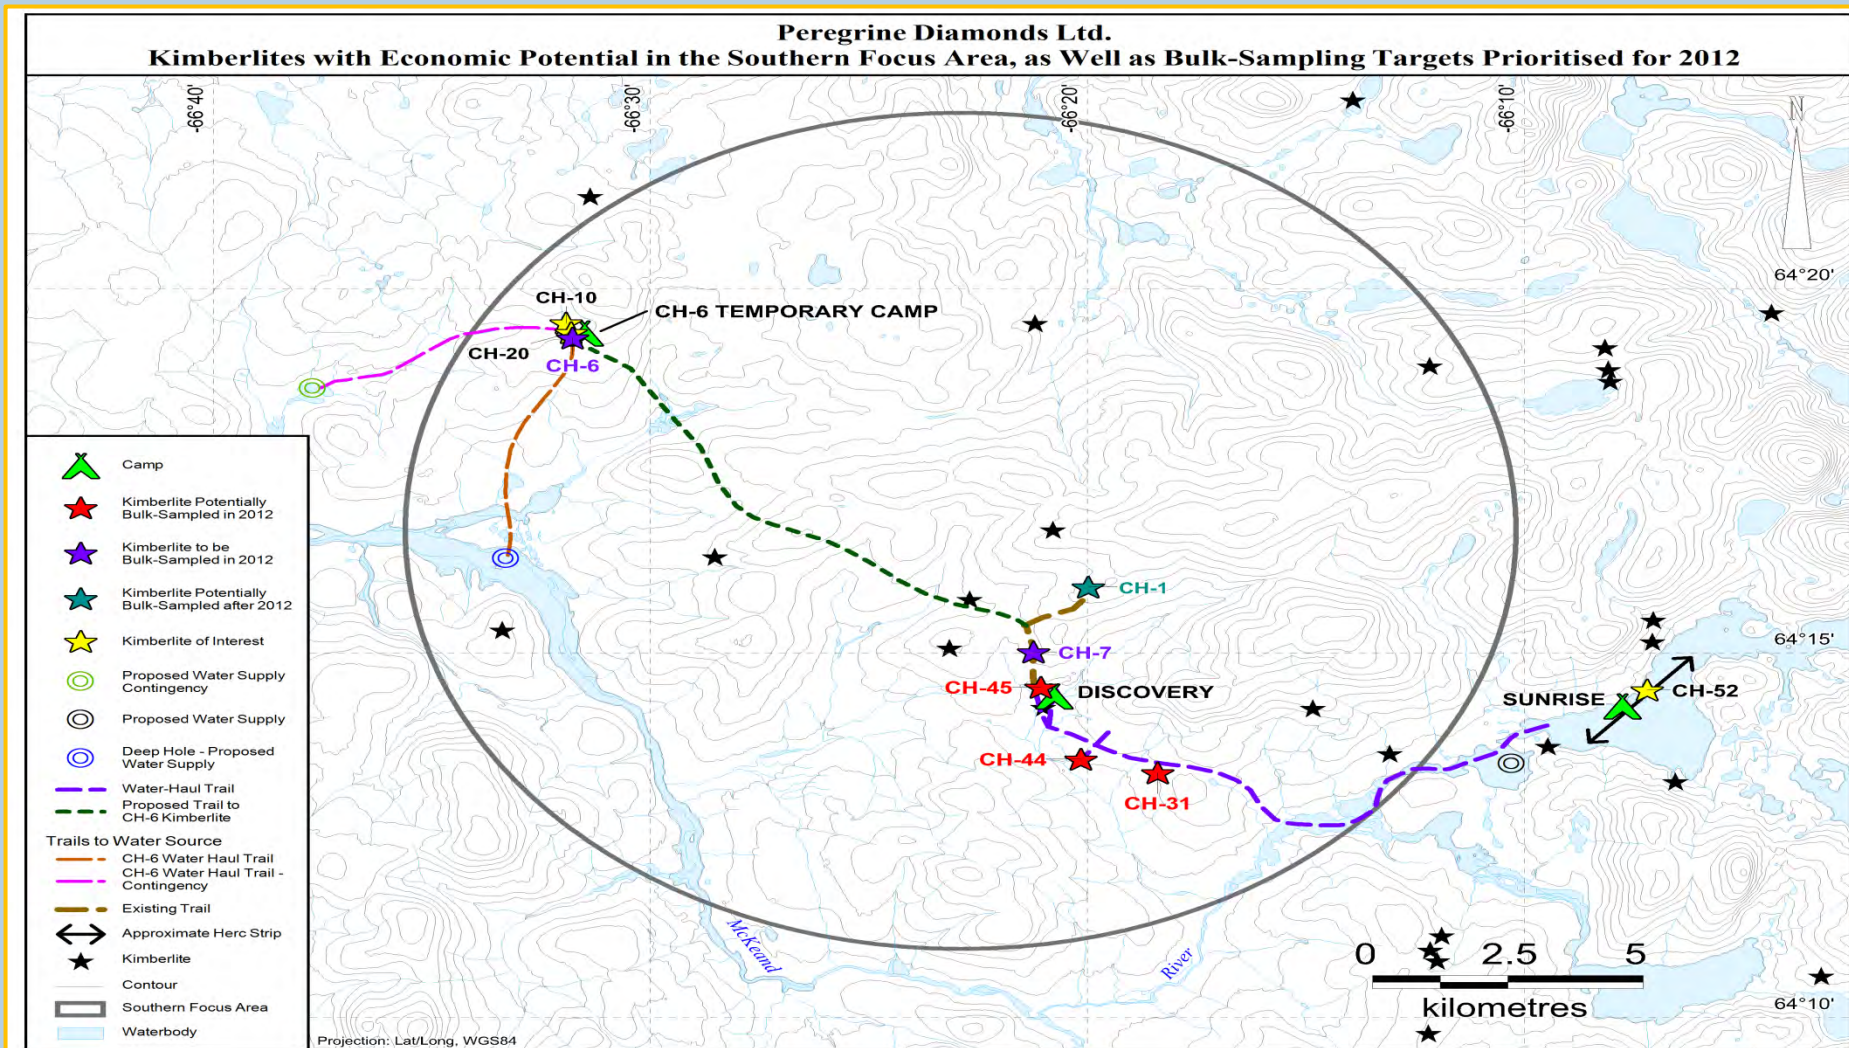 Peregrine Diamonds Ltd.
Kimberlites with Economic Potential in the Southern Focus Area, as Well as Bulk-Sampling Targets Prioritised for 2012
-66°40'
-66°30'
-66°20'
-66°10'
N
64°20'
CH-10
CH-6 TEMPORARY CAMP
CH-20
CH-6
CH-1
64°15'
CH-7
CH-45
DISCOVERY
SUNRISE
CH-52
CH-44
CH-31
McKeand
River
0 2.5 5
kilometres
64°10'
Camp
Kimberlite Potentially
Bulk-Sampled in 2012
Kimberlite to be
Bulk-Sampled in 2012
Kimberlite Potentially
Bulk-Sampled after 2012
Kimberlite of Interest
Proposed Water Supply
Contingency
Proposed Water Supply
Deep Hole - Proposed
Water Supply
Water-Haul Trail
Proposed Trail to
CH-6 Kimberlite
Trails to Water Source
CH-6 Water Haul Trail
CH-6 Water Haul Trail -
Contingency
Existing Trail
Approximate Herc Strip
Kimberlite
Contour
Southern Focus Area
Waterbody
Projection: Lat/Long, WGS84